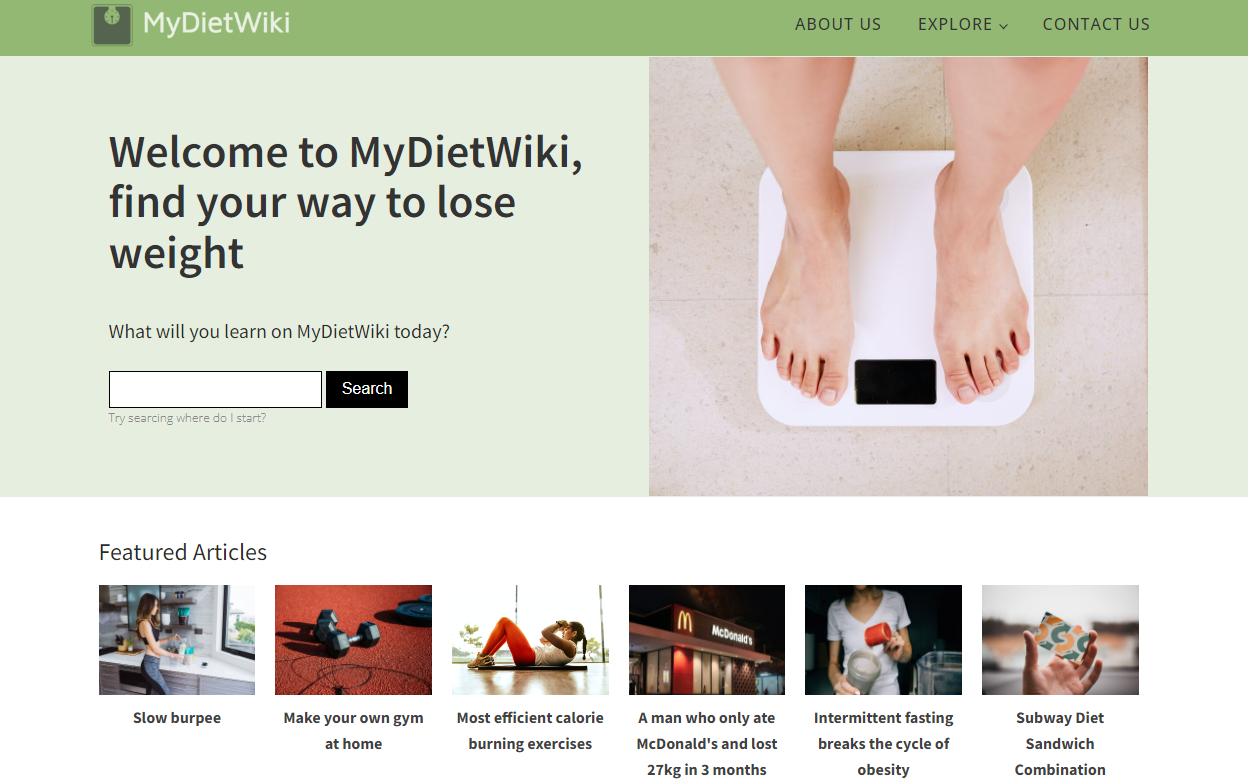 MyDietWiki
ABOUT US
EXPLORE
CONTACT US
Welcome to MyDietWiki,
find your way to lose
weight
What will you learn on MyDietWiki today?
Search
Try searcing where do I start?
Featured Articles
McDonald's
Slow burpee
Make your own gym
at home
Most efficient calorie
burning exercises
A man who only ate
McDonald's and lost
27kg in 3 months
Intermittent fasting
breaks the cycle of
obesity
Subway Diet
Sandwich
Combination